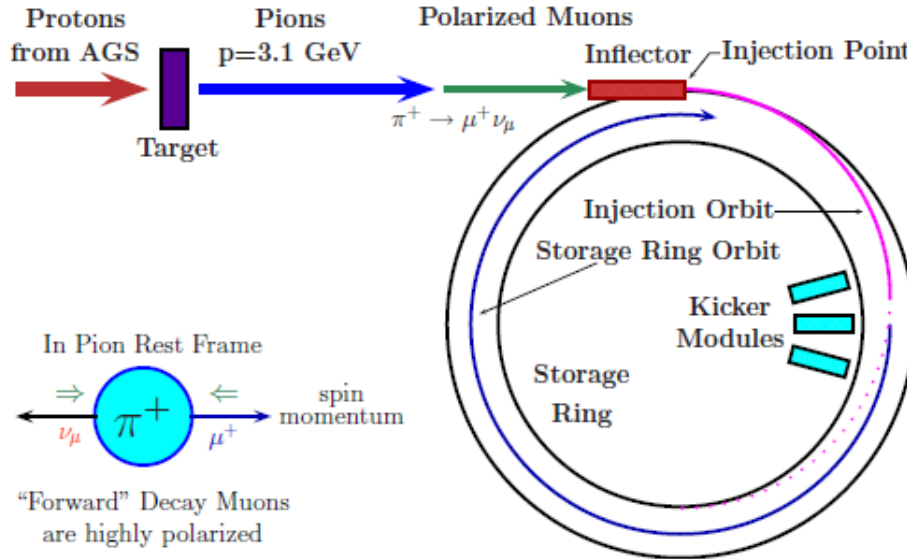 Protons
from AGS
Pions
p=3.1 GeV
Polarized Muons
Inflector
Injection Point
π⁺ → μ⁺ν_μ
Target
Injection Orbit
Storage Ring Orbit
Kicker
Modules
Storage
Ring
In Pion Rest Frame
⇒ ⇐
π⁺
ν_μ
μ⁺
spin
momentum
“Forward” Decay Muons
are highly polarized